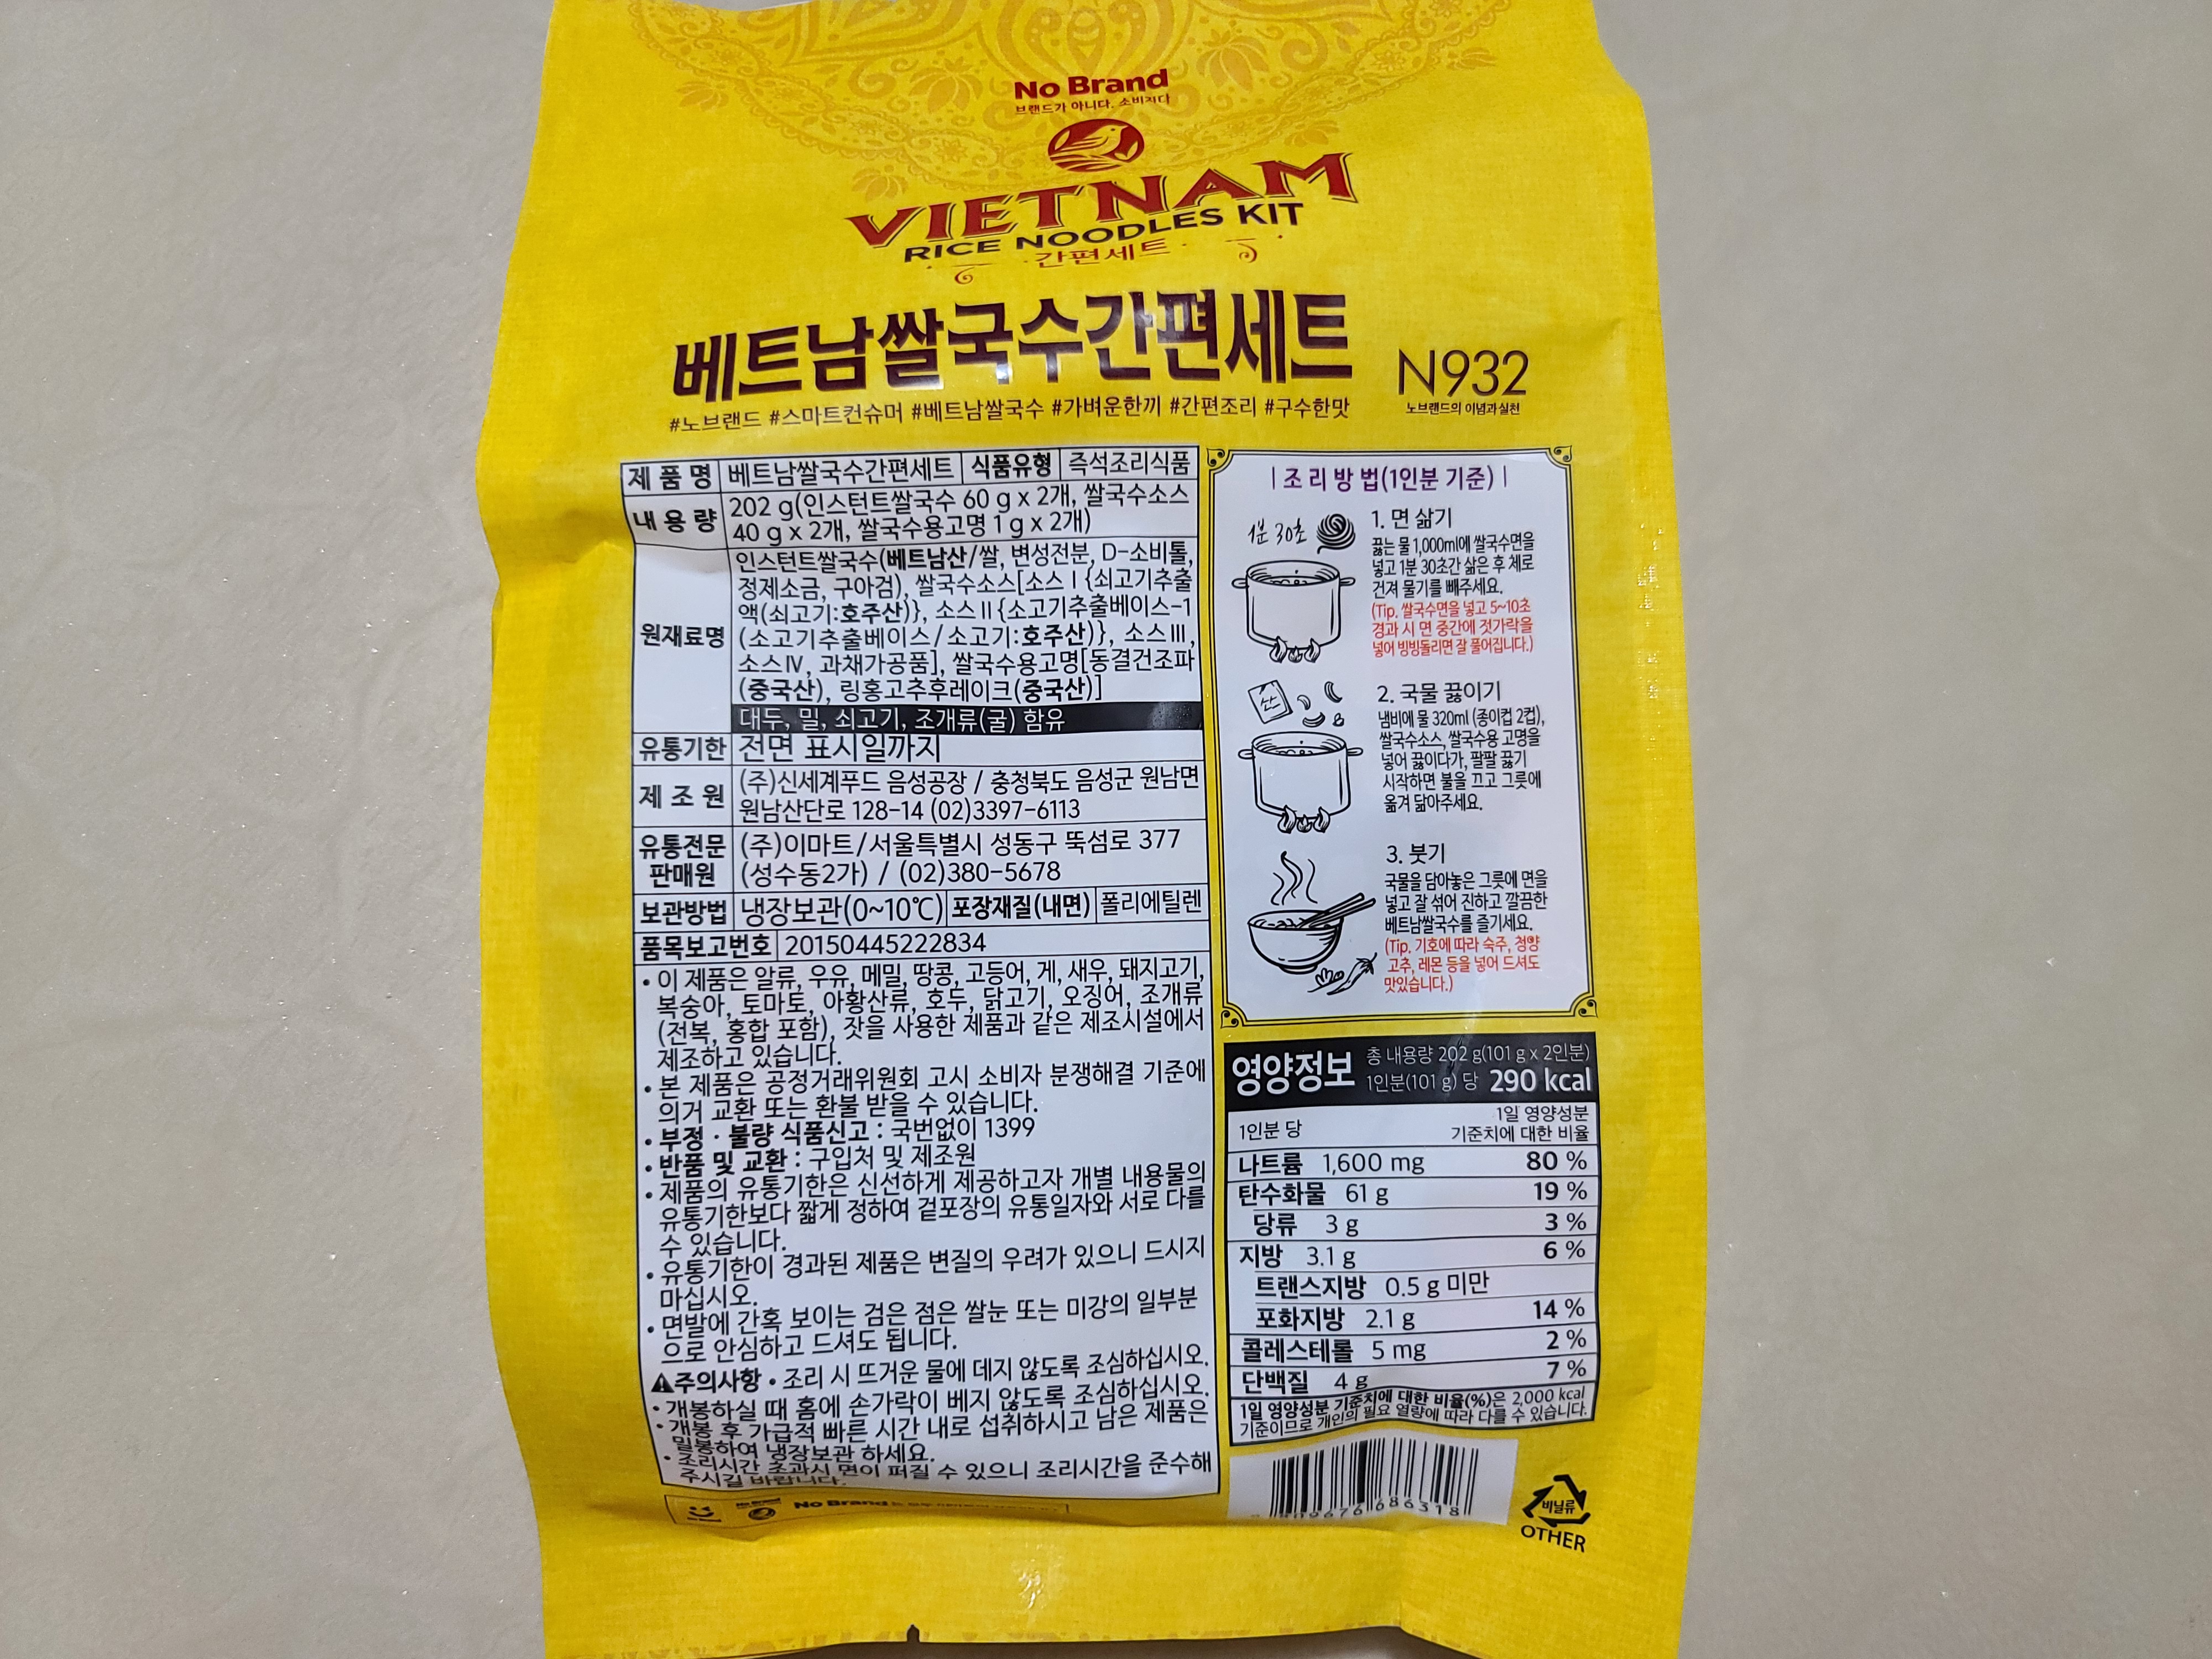 No Brand
브랜드가 아니다. 소비자다
VIETNAM
RICE NOODLES KIT
간편세트
베트남쌀국수간편세트
N932
노브랜드의 이념과 실천
#노브랜드 #스마트컨슈머 #베트남쌀국수 #가벼운한끼 #간편조리 #구수한맛
제 품 명 베트남쌀국수간편세트 식품유형 즉석조리식품
내 용 량 202 g(인스턴트쌀국수 60 g x 2개, 쌀국수소스
40 g x 2개, 쌀국수용고명 1 g x 2개)
원재료명
인스턴트쌀국수(베트남산/쌀, 변성전분, D-소비톨,
정제소금, 구아검), 쌀국수소스[소스Ⅰ{쇠고기추출
액(쇠고기:호주산)}, 소스Ⅱ{소고기추출베이스-1
(소고기추출베이스/소고기:호주산)}, 소스Ⅲ,
소스Ⅳ, 과채가공품], 쌀국수용고명[동결건조파
(중국산), 링홍고추후레이크(중국산)]
대두, 밀, 쇠고기, 조개류(굴) 함유
유통기한 전면 표시일까지
제 조 원 (주)신세계푸드 음성공장 / 충청북도 음성군 원남면
원남산단로 128-14 (02)3397-6113
유통전문
판매원
(주)이마트/서울특별시 성동구 뚝섬로 377
(성수동2가) / (02)380-5678
보관방법 냉장보관(0~10℃) 포장재질(내면) 폴리에틸렌
품목보고번호 20150445222834
• 이 제품은 알류, 우유, 메밀, 땅콩, 고등어, 게, 새우, 돼지고기,
복숭아, 토마토, 아황산류, 호두, 닭고기, 오징어, 조개류
(전복, 홍합 포함), 잣을 사용한 제품과 같은 제조시설에서
제조하고 있습니다.
• 본 제품은 공정거래위원회 고시 소비자 분쟁해결 기준에
의거 교환 또는 환불 받을 수 있습니다.
• 부정 · 불량 식품신고 : 국번없이 1399
• 반품 및 교환 : 구입처 및 제조원
• 제품의 유통기한은 신선하게 제공하고자 개별 내용물의
유통기한보다 짧게 정하여 겉포장의 유통일자와 서로 다를
수 있습니다.
• 유통기한이 경과된 제품은 변질의 우려가 있으니 드시지
마십시오.
• 면발에 간혹 보이는 검은 점은 쌀눈 또는 미강의 일부분
으로 안심하고 드셔도 됩니다.
⚠주의사항 • 조리 시 뜨거운 물에 데지 않도록 조심하십시오.
• 개봉하실 때 홈에 손가락이 베지 않도록 조심하십시오.
• 개봉 후 가급적 빠른 시간 내로 섭취하시고 남은 제품은
밀봉하여 냉장보관 하세요.
• 조리시간 초과시 면이 퍼질 수 있으니 조리시간을 준수해
주시길 바랍니다.
No Brand
| 조 리 방 법(1인분 기준) |
1분 30초
1. 면 삶기
끓는 물 1,000ml에 쌀국수면을
넣고 1분 30초간 삶은 후 체로
건져 물기를 빼주세요.
(Tip. 쌀국수면을 넣고 5~10초
경과 시 면 중간에 젓가락을
넣어 빙빙돌리면 잘 풀어집니다.)
2. 국물 끓이기
냄비에 물 320ml (종이컵 2컵),
쌀국수소스, 쌀국수용 고명을
넣어 끓이다가, 팔팔 끓기
시작하면 불을 끄고 그릇에
옮겨 닮아주세요.
3. 붓기
국물을 담아놓은 그릇에 면을
넣고 잘 섞어 진하고 깔끔한
베트남쌀국수를 즐기세요.
(Tip. 기호에 따라 숙주, 청양
고추, 레몬 등을 넣어 드셔도
맛있습니다.)
영양정보
총 내용량 202 g(101 g x 2인분)
1인분(101 g) 당 290 kcal
1인분 당
1일 영양성분
기준치에 대한 비율
나트륨 1,600 mg 80 %
탄수화물 61 g 19 %
당류 3 g 3 %
지방 3.1 g 6 %
트랜스지방 0.5 g 미만
포화지방 2.1 g 14 %
콜레스테롤 5 mg 2 %
단백질 4 g 7 %
1일 영양성분 기준치에 대한 비율(%)은 2,000 kcal
기준이므로 개인의 필요 열량에 따라 다를 수 있습니다.
비닐류
OTHER